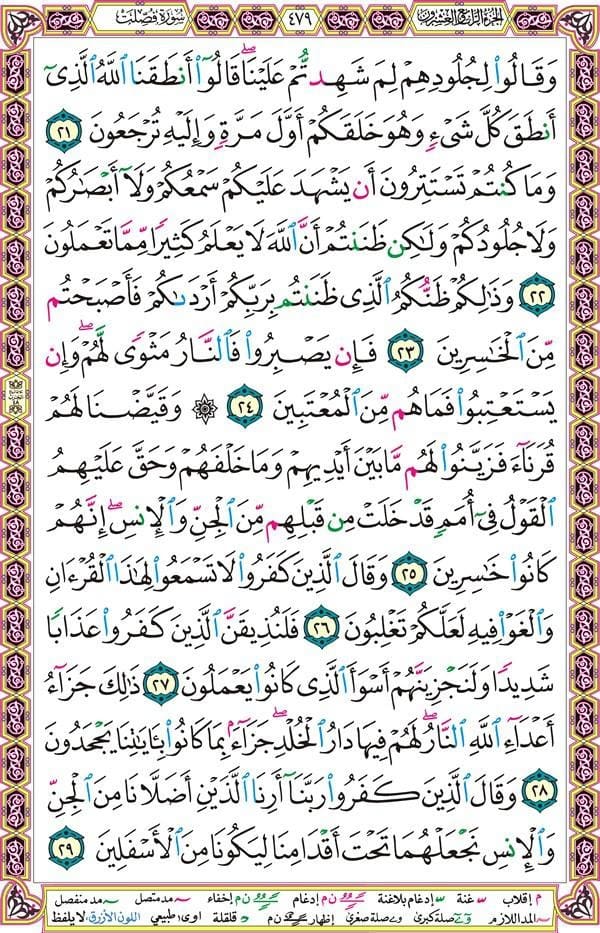 الجزء الرابع والعشرون ٤٧٩ سورة فصلت
وَقَالُوا۟ لِجُلُودِهِمْ لِمَ شَهِدتُّمْ عَلَيْنَا ۖ قَالُوٓا۟ أَنطَقَنَا ٱللَّهُ ٱلَّذِىٓ
أَنطَقَ كُلَّ شَىْءٍ وَهُوَ خَلَقَكُمْ أَوَّلَ مَرَّةٍ وَإِلَيْهِ تُرْجَعُونَ ٢١
وَمَا كُنتُمْ تَسْتَتِرُونَ أَن يَشْهَدَ عَلَيْكُمْ سَمْعُكُمْ وَلَآ أَبْصَـٰرُكُمْ
وَلَا جُلُودُكُمْ وَلَـٰكِن ظَنَنتُمْ أَنَّ ٱللَّهَ لَا يَعْلَمُ كَثِيرًا مِّمَّا تَعْمَلُونَ
٢٢ وَذَٰلِكُمْ ظَنُّكُمُ ٱلَّذِى ظَنَنتُم بِرَبِّكُمْ أَرْدَىٰكُمْ فَأَصْبَحْتُم
مِّنَ ٱلْخَـٰسِرِينَ ٢٣ فَإِن يَصْبِرُوا۟ فَٱلنَّارُ مَثْوًى لَّهُمْ ۖ وَإِن
يَسْتَعْتِبُوا۟ فَمَا هُم مِّنَ ٱلْمُعْتَبِينَ ٢٤ ۞ وَقَيَّضْنَا لَهُمْ
قُرَنَآءَ فَزَيَّنُوا۟ لَهُم مَّا بَيْنَ أَيْدِيهِمْ وَمَا خَلْفَهُمْ وَحَقَّ عَلَيْهِمُ
ٱلْقَوْلُ فِىٓ أُمَمٍ قَدْ خَلَتْ مِن قَبْلِهِم مِّنَ ٱلْجِنِّ وَٱلْإِنسِ ۖ إِنَّهُمْ
كَانُوا۟ خَـٰسِرِينَ ٢٥ وَقَالَ ٱلَّذِينَ كَفَرُوا۟ لَا تَسْمَعُوا۟ لِهَـٰذَا ٱلْقُرْءَانِ
وَٱلْغَوْا۟ فِيهِ لَعَلَّكُمْ تَغْلِبُونَ ٢٦ فَلَنُذِيقَنَّ ٱلَّذِينَ كَفَرُوا۟ عَذَابًا
شَدِيدًا وَلَنَجْزِيَنَّهُمْ أَسْوَأَ ٱلَّذِى كَانُوا۟ يَعْمَلُونَ ٢٧ ذَٰلِكَ جَزَآءُ
أَعْدَآءِ ٱللَّهِ ٱلنَّارُ ۖ لَهُمْ فِيهَا دَارُ ٱلْخُلْدِ ۖ جَزَآءًۢ بِمَا كَانُوا۟ بِـَٔايَـٰتِنَا يَجْحَدُونَ
٢٨ وَقَالَ ٱلَّذِينَ كَفَرُوا۟ رَبَّنَآ أَرِنَا ٱلَّذَيْنِ أَضَلَّانَا مِنَ ٱلْجِنِّ
وَٱلْإِنسِ نَجْعَلْهُمَا تَحْتَ أَقْدَامِنَا لِيَكُونَا مِنَ ٱلْأَسْفَلِينَ ٢٩
م إقلاب س غنة س إدغام بلاغنة ن م إدغام ن م إخفاء مد متصل مد منفصل
المد اللازم صلة كبرى صلة صغرى إظهار ن م قلقلة اوى: طبيعي اللون الأزرق: لا يلفظ